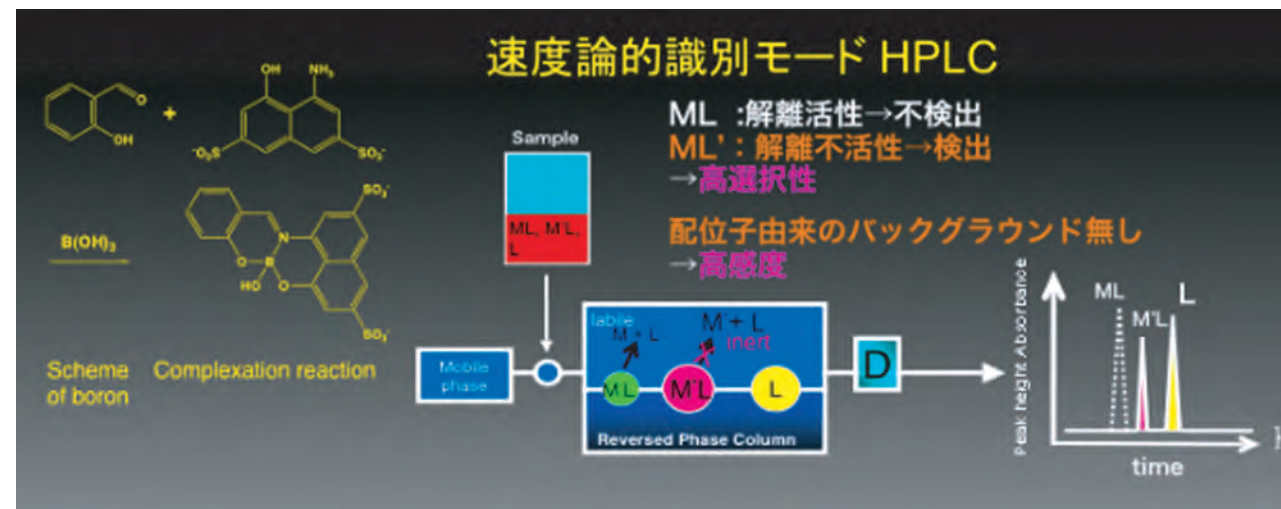 速度論的識別モード HPLC
ML :解離活性→不検出
ML'：解離不活性→検出
→高選択性
配位子由来のバックグラウンド無し
→高感度
O
+
OH
OH
NH₂
⁻O₃S
SO₃⁻
B(OH)₃
SO₃⁻
N
O
B
HO
O
SO₃⁻
Scheme
of boron
Complexation reaction
Sample
ML, M'L,
L
Mobile
phase
labile
M + L
M'+ L
inert
ML
M'L
L
Reversed Phase Column
D
Peak height Absorbance
ML
M'L
L
time